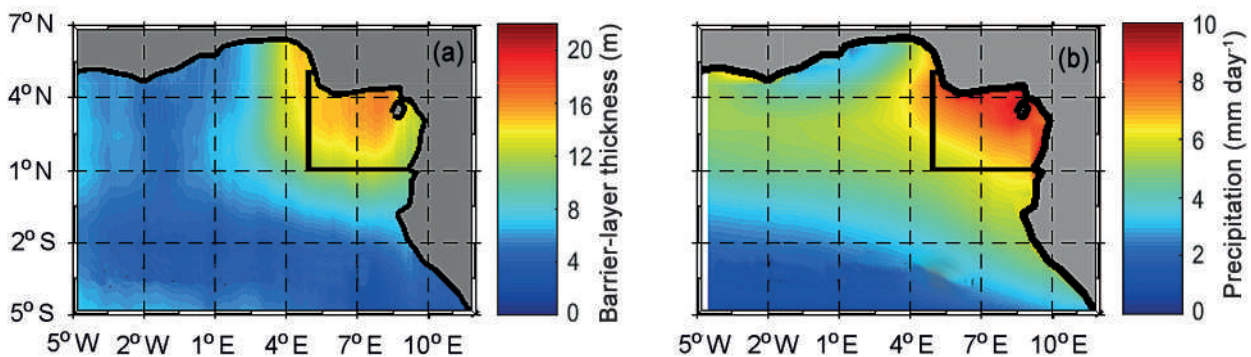 7° N
4° N
1° N
2° S
5° S
5° W 2° W 1° E 4° E 7° E 10° E
(a)
20
16
12
8
4
0
Barrier-layer thickness (m)
7° N
4° N
1° N
2° S
5° S
5° W 2° W 1° E 4° E 7° E 10° E
(b)
10
8
6
4
2
0
Precipitation (mm day⁻¹)